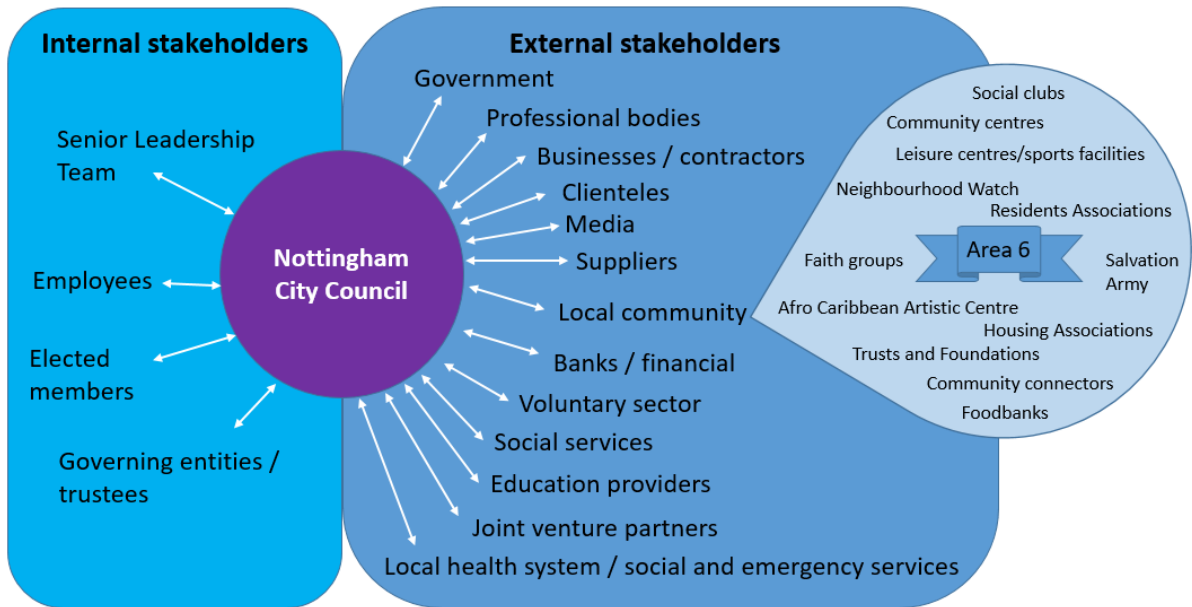 Internal stakeholders
Senior Leadership
Team
Employees
Elected
members
Governing entities /
trustees
Nottingham
City Council
External stakeholders
Government
Professional bodies
Businesses / contractors
Clienteles
Media
Suppliers
Local community
Banks / financial
Voluntary sector
Social services
Education providers
Joint venture partners
Local health system / social and emergency services
Social clubs
Community centres
Leisure centres/sports facilities
Neighbourhood Watch
Residents Associations
Area 6
Faith groups
Salvation
Army
Afro Caribbean Artistic Centre
Housing Associations
Trusts and Foundations
Community connectors
Foodbanks